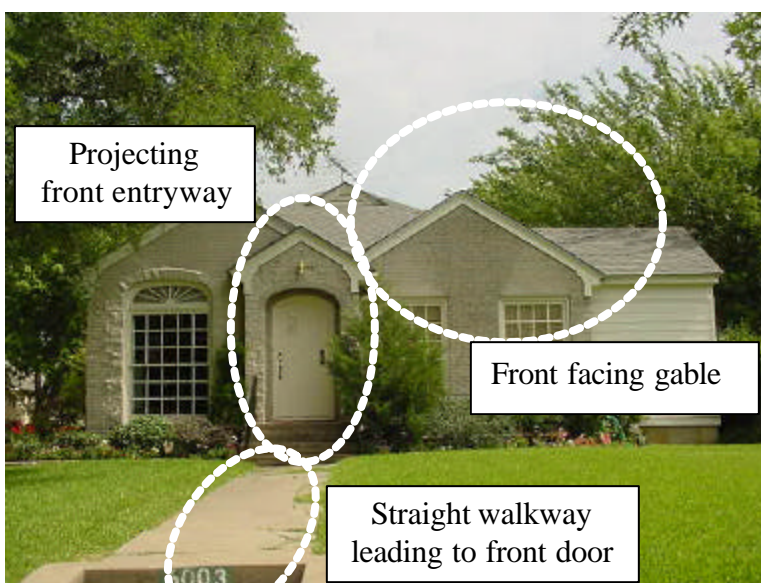 Projecting
front entryway
Front facing gable
Straight walkway
leading to front door